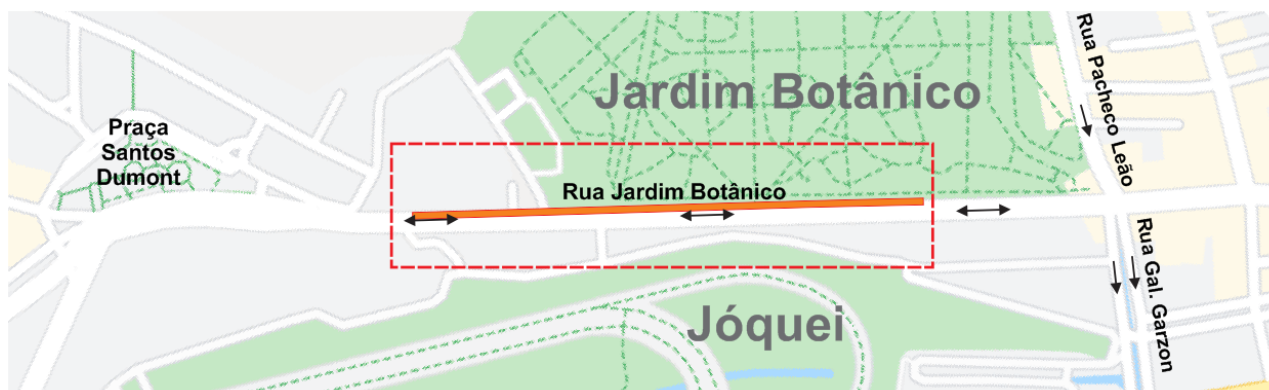 Jardim Botânico
Rua Pacheco Leão
Praça
Santos
Dumont
Rua Jardim Botânico
Rua Gal. Garzon
Jóquei